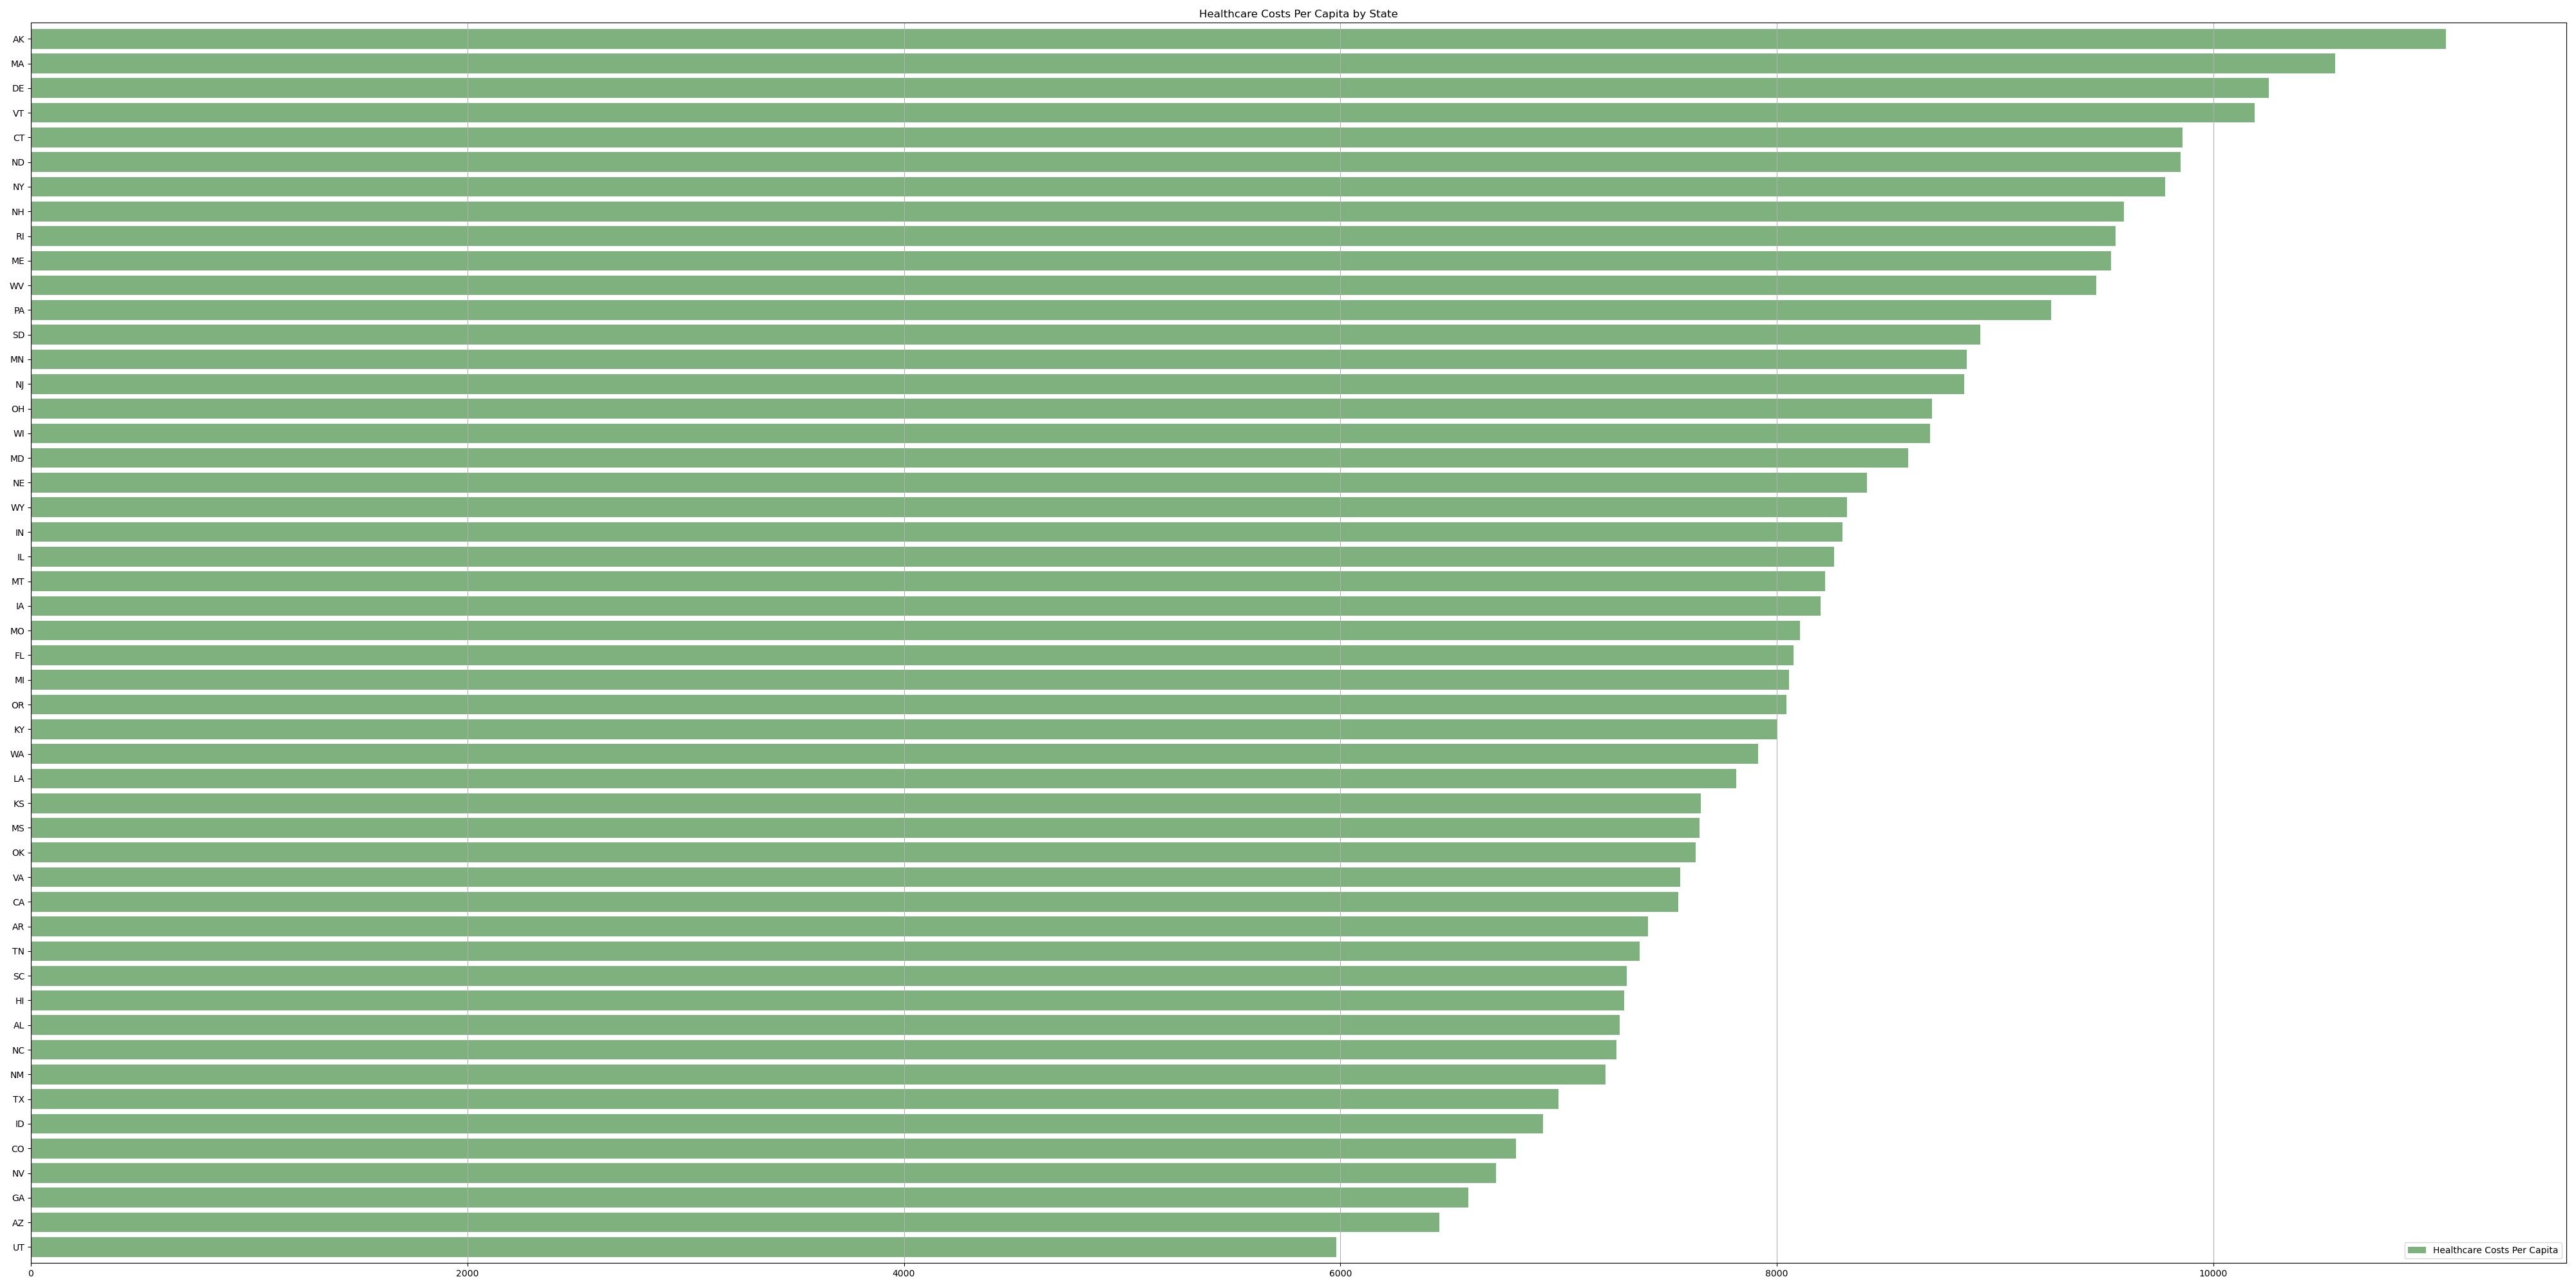 Healthcare Costs Per Capita by State
AK
MA
DE
VT
CT
ND
NY
NH
RI
ME
WV
PA
SD
MN
NJ
OH
WI
MD
NE
WY
IN
IL
MT
IA
MO
FL
MI
OR
KY
WA
LA
KS
MS
OK
VA
CA
AR
TN
SC
HI
AL
NC
NM
TX
ID
CO
NV
GA
AZ
UT
Healthcare Costs Per Capita
0 2000 4000 6000 8000 10000